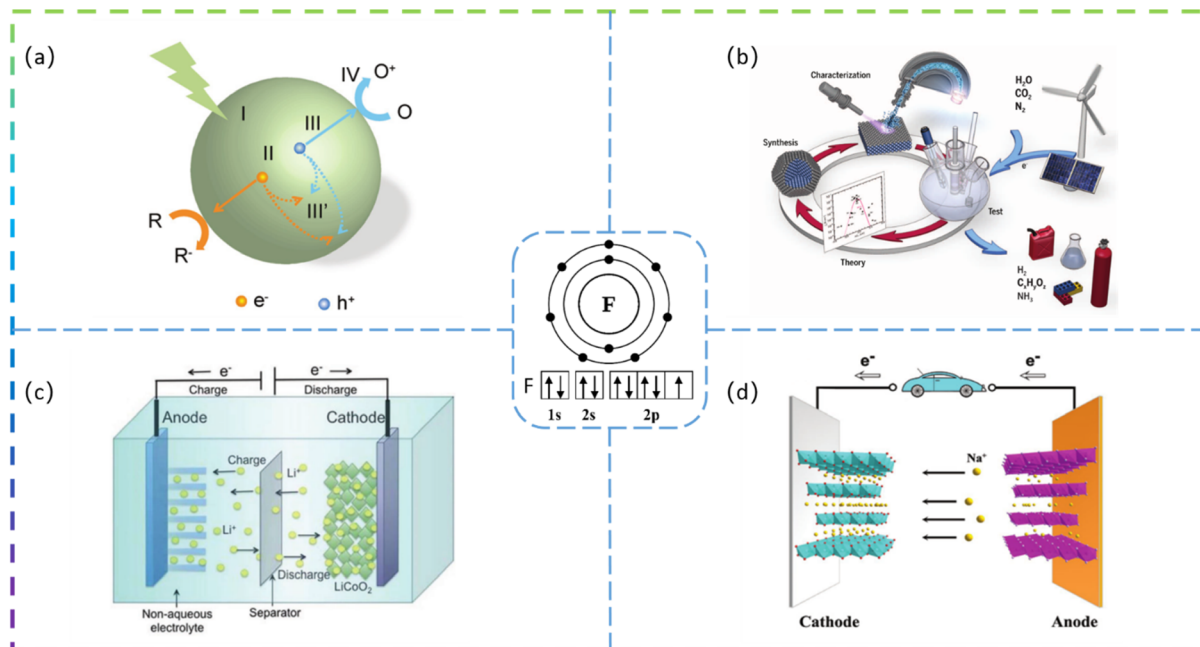 (a)
I
II
III
III'
IV
O⁺
O
R
R⁻
e⁻
h⁺
(b)
Characterization
Synthesis
Theory
Test
H₂O
CO₂
N₂
e⁻
H₂
CₓHᵧO_z
NH₃
F
F
1s 2s 2p
(c)
← e⁻
Charge
e⁻ →
Discharge
Anode
Cathode
Charge
Li⁺
Li⁺
Discharge
LiCoO₂
Non-aqueous
electrolyte
Separator
(d)
e⁻
e⁻
Na⁺
Cathode
Anode